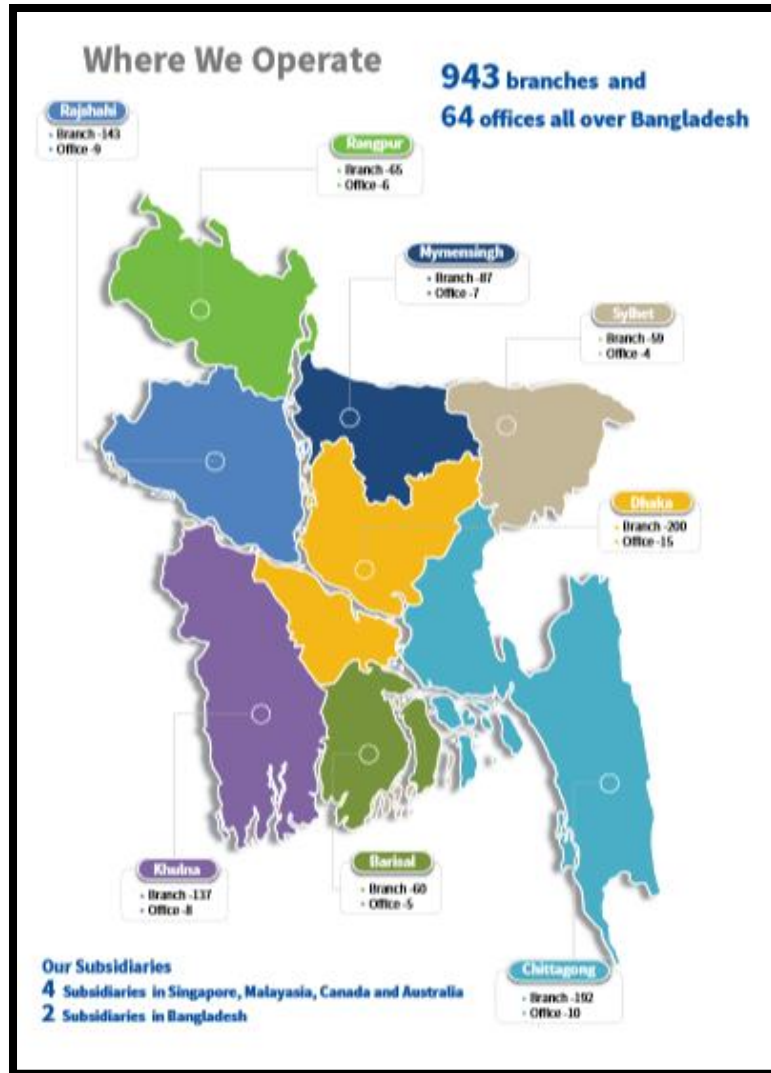 Where We Operate
943 branches and
64 offices all over Bangladesh
Rajshahi
Branch -143
Office -9
Rangpur
Branch -65
Office -6
Mymensingh
Branch -87
Office -7
Sylhet
Branch -59
Office -4
Dhaka
Branch -200
Office -15
Khulna
Branch -137
Office -8
Barisal
Branch -60
Office -5
Chittagong
Branch -192
Office -10
Our Subsidiaries
4 Subsidiaries in Singapore, Malayasia, Canada and Australia
2 Subsidiaries in Bangladesh